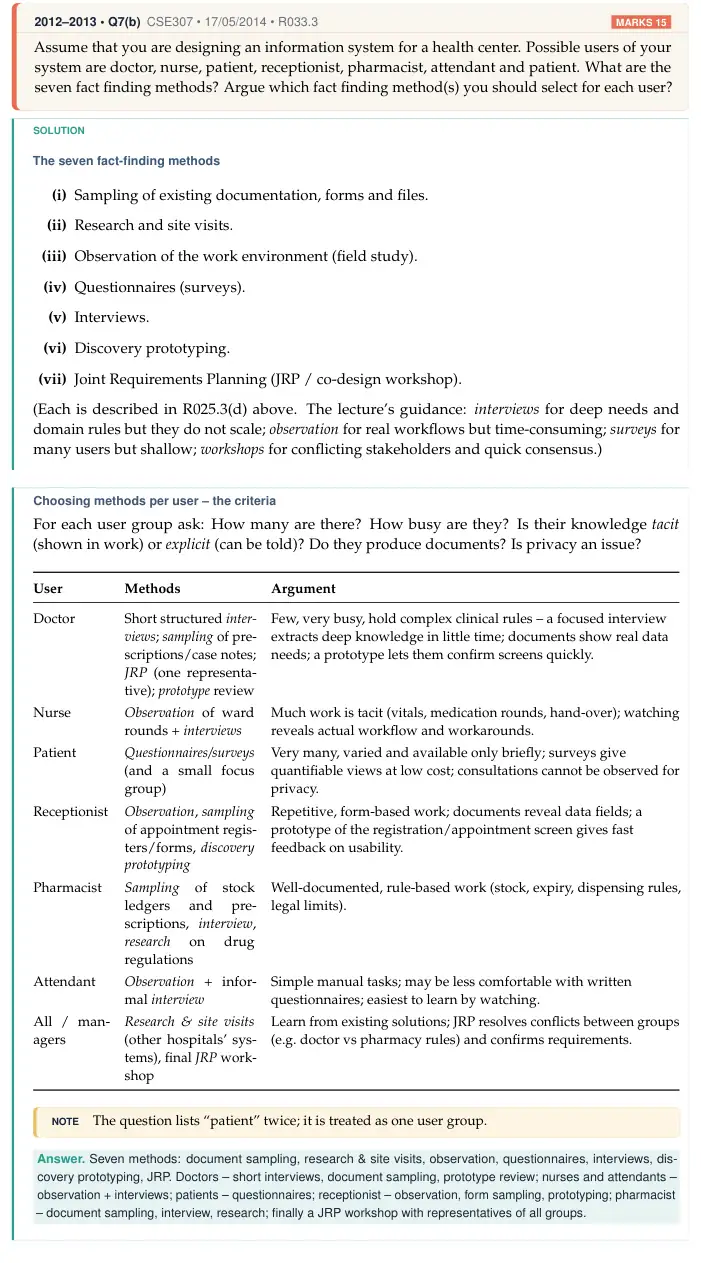 2012–2013 • Q7(b) CSE307 • 17/05/2014 • R033.3 MARKS 15
Assume that you are designing an information system for a health center. Possible users of your
system are doctor, nurse, patient, receptionist, pharmacist, attendant and patient. What are the
seven fact finding methods? Argue which fact finding method(s) you should select for each user?
SOLUTION
The seven fact-finding methods
(i) Sampling of existing documentation, forms and files.
(ii) Research and site visits.
(iii) Observation of the work environment (field study).
(iv) Questionnaires (surveys).
(v) Interviews.
(vi) Discovery prototyping.
(vii) Joint Requirements Planning (JRP / co-design workshop).
(Each is described in R025.3(d) above. The lecture's guidance: interviews for deep needs and
domain rules but they do not scale; observation for real workflows but time-consuming; surveys for
many users but shallow; workshops for conflicting stakeholders and quick consensus.)
Choosing methods per user – the criteria
For each user group ask: How many are there? How busy are they? Is their knowledge tacit
(shown in work) or explicit (can be told)? Do they produce documents? Is privacy an issue?
User Methods Argument
Doctor Short structured inter- Few, very busy, hold complex clinical rules – a focused interview
views; sampling of pre- extracts deep knowledge in little time; documents show real data
scriptions/case notes; needs; a prototype lets them confirm screens quickly.
JRP (one representa-
tive); prototype review
Nurse Observation of ward Much work is tacit (vitals, medication rounds, hand-over); watching
rounds + interviews reveals actual workflow and workarounds.
Patient Questionnaires/surveys Very many, varied and available only briefly; surveys give
(and a small focus quantifiable views at low cost; consultations cannot be observed for
group) privacy.
Receptionist Observation, sampling Repetitive, form-based work; documents reveal data fields; a
of appointment regis- prototype of the registration/appointment screen gives fast
ters/forms, discovery feedback on usability.
prototyping
Pharmacist Sampling of stock Well-documented, rule-based work (stock, expiry, dispensing rules,
ledgers and pre- legal limits).
scriptions, interview,
research on drug
regulations
Attendant Observation + infor- Simple manual tasks; may be less comfortable with written
mal interview questionnaires; easiest to learn by watching.
All / man- Research & site visits Learn from existing solutions; JRP resolves conflicts between groups
agers (other hospitals' sys- (e.g. doctor vs pharmacy rules) and confirms requirements.
tems), final JRP work-
shop
NOTE The question lists "patient" twice; it is treated as one user group.
Answer. Seven methods: document sampling, research & site visits, observation, questionnaires, interviews, dis-
covery prototyping, JRP. Doctors – short interviews, document sampling, prototype review; nurses and attendants –
observation + interviews; patients – questionnaires; receptionist – observation, form sampling, prototyping; pharmacist
– document sampling, interview, research; finally a JRP workshop with representatives of all groups.